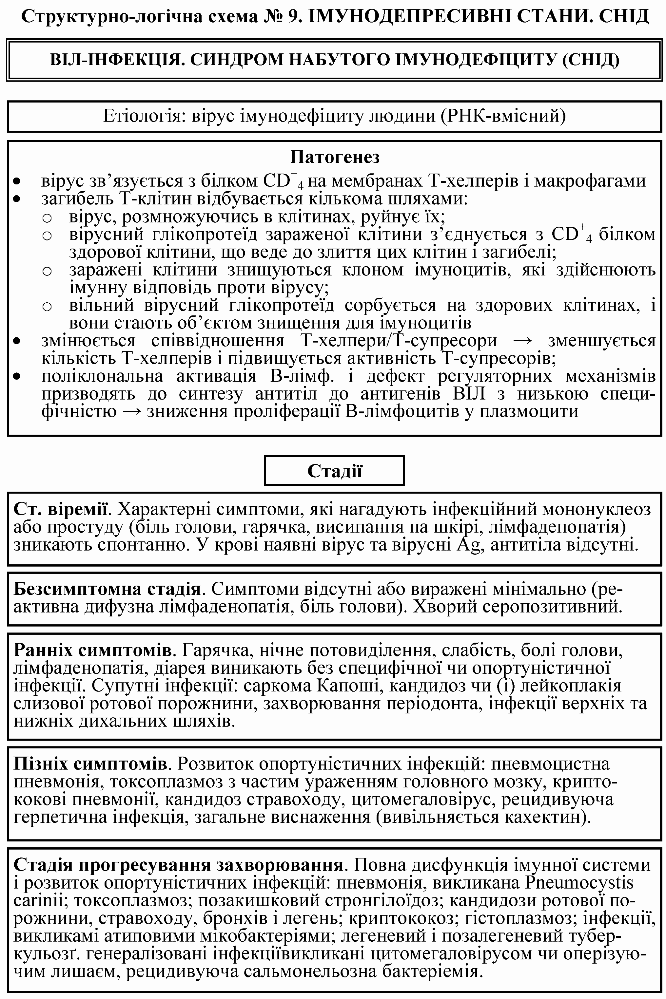 Структурно-логічна схема № 9. ІМУНОДЕПРЕСИВНІ СТАНИ. СНІД
ВІЛ-ІНФЕКЦІЯ. СИНДРОМ НАБУТОГО ІМУНОДЕФІЦИТУ (СНІД)
Етіологія: вірус імунодефіциту людини (РНК-вмісний)
Патогенез
• вірус зв’язується з білком CD⁺₄ на мембранах Т-хелперів і макрофагами
• загибель Т-клітин відбувається кількома шляхами:
○ вірус, розмножуючись в клітинах, руйнує їх;
○ вірусний глікопротеїд зараженої клітини з’єднується з CD⁺₄ білком
здорової клітини, що веде до злиття цих клітин і загибелі;
○ заражені клітини знищуються клоном імуноцитів, які здійснюють
імунну відповідь проти вірусу;
○ вільний вірусний глікопротеїд сорбується на здорових клітинах, і
вони стають об’єктом знищення для імуноцитів
• змінюється співвідношення Т-хелпери/Т-супресори → зменшується
кількість Т-хелперів і підвищується активність Т-супресорів;
• поліклональна активація В-лімф. і дефект регуляторних механізмів
призводять до синтезу антитіл до антигенів ВІЛ з низькою специ-
фічністю → зниження проліферації В-лімфоцитів у плазмоцити
Стадії
Ст. віремії. Характерні симптоми, які нагадують інфекційний мононуклеоз
або простуду (біль голови, гарячка, висипання на шкірі, лімфаденопатія)
зникають спонтанно. У крові наявні вірус та вірусні Ag, антитіла відсутні.
Безсимптомна стадія. Симптоми відсутні або виражені мінімально (ре-
активна дифузна лімфаденопатія, біль голови). Хворий серопозитивний.
Ранніх симптомів. Гарячка, нічне потовиділення, слабість, болі голови,
лімфаденопатія, діарея виникають без специфічної чи опортуністичної
інфекції. Супутні інфекції: саркома Капоші, кандидоз чи (і) лейкоплакія
слизової ротової порожнини, захворювання періодонта, інфекції верхніх та
нижніх дихальних шляхів.
Пізніх симптомів. Розвиток опортуністичних інфекцій: пневмоцистна
пневмонія, токсоплазмоз з частим ураженням головного мозку, крипто-
кокові пневмонії, кандидоз стравоходу, цитомегаловірус, рецидивуюча
герпетична інфекція, загальне виснаження (вивільняється кахектин).
Стадія прогресування захворювання. Повна дисфункція імунної системи
і розвиток опортуністичних інфекцій: пневмонія, викликана Pneumocystis
carinii; токсоплазмоз; позакишковий стронгілоїдоз; кандидози ротової по-
рожнини, стравоходу, бронхів і легень; криптококоз; гістоплазмоз; інфекції,
викликамі атиповими мікобактеріями; легеневий і позалегеневий тубер-
кульозґ. генералізовані інфекціївикликані цитомегаловірусом чи оперізую-
чим лишаєм, рецидивуюча сальмонельозна бактеріемія.